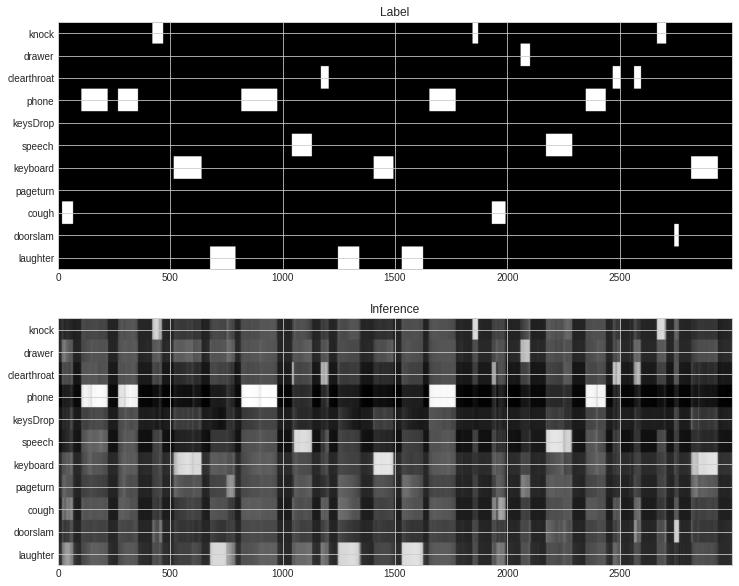 Label
knock
drawer
clearthroat
phone
keysDrop
speech
keyboard
pageturn
cough
doorslam
laughter
0 500 1000 1500 2000 2500
Inference
knock
drawer
clearthroat
phone
keysDrop
speech
keyboard
pageturn
cough
doorslam
laughter
0 500 1000 1500 2000 2500